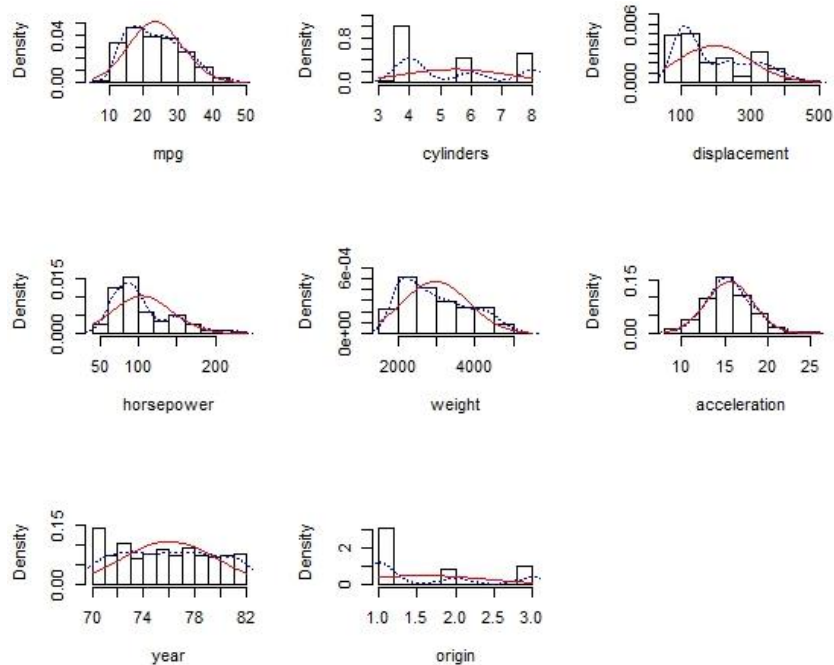 Density
0.00 0.04
10 20 30 40 50
mpg
Density
0.0 0.8
3 4 5 6 7 8
cylinders
Density
0.000 0.006
100 300 500
displacement
Density
0.000 0.015
50 100 200
horsepower
Density
0e+00 6e-04
2000 4000
weight
Density
0.00 0.15
10 15 20 25
acceleration
Density
0.00 0.15
70 74 78 82
year
Density
0 2
1.0 1.5 2.0 2.5 3.0
origin